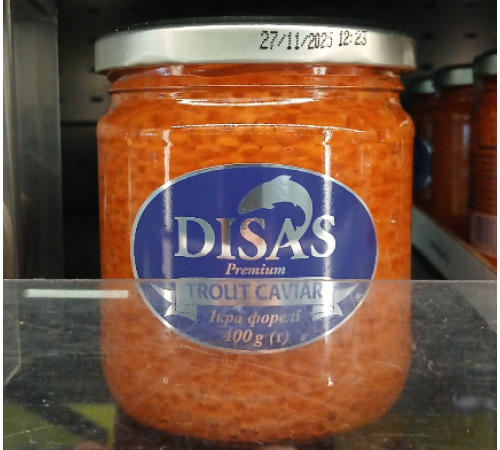 27/11/2025 12:23
DISAS
Premium
TROUT CAVIAR
Ікра форелі
400 g (г)